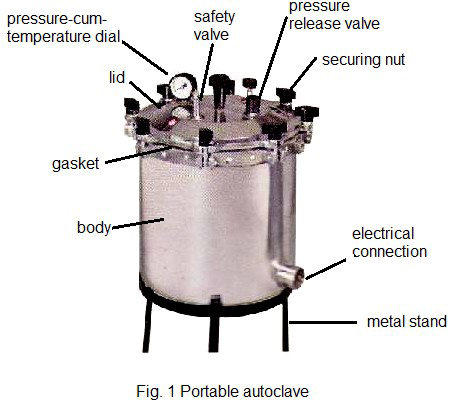 pressure-cum-
temperature dial
safety
valve
pressure
release valve
securing nut
lid
gasket
body
electrical
connection
metal stand
Fig. 1 Portable autoclave